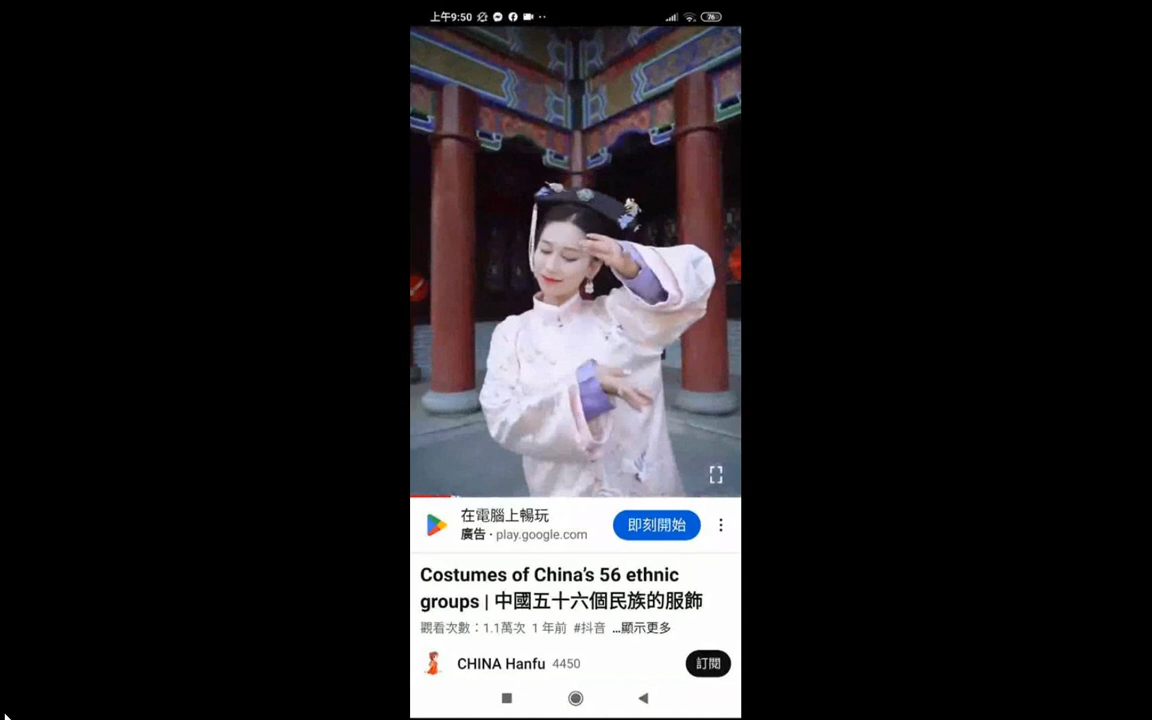 上午9:50
76
在電腦上暢玩
廣告 · play.google.com
即刻開始
Costumes of China's 56 ethnic
groups | 中國五十六個民族的服飾
觀看次數：1.1萬次 1 年前 #抖音 ...顯示更多
CHINA Hanfu 4450
訂閱